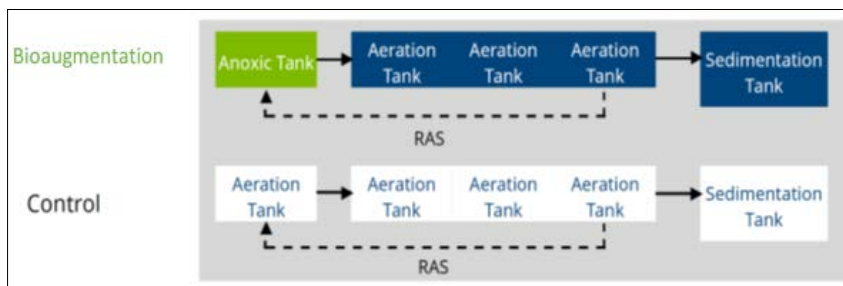 Bioaugmentation
Anoxic Tank
Aeration
Tank
Aeration
Tank
Aeration
Tank
Sedimentation
Tank
RAS
Control
Aeration
Tank
Aeration
Tank
Aeration
Tank
Aeration
Tank
Sedimentation
Tank
RAS